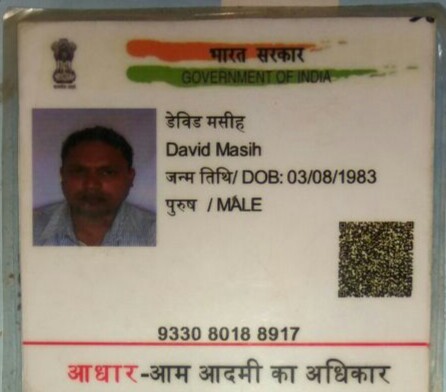 भारत सरकार
GOVERNMENT OF INDIA
डेविड मसीह
David Masih
जन्म तिथि/ DOB: 03/08/1983
पुरुष / MALE
9330 8018 8917
आधार-आम आदमी का अधिकार